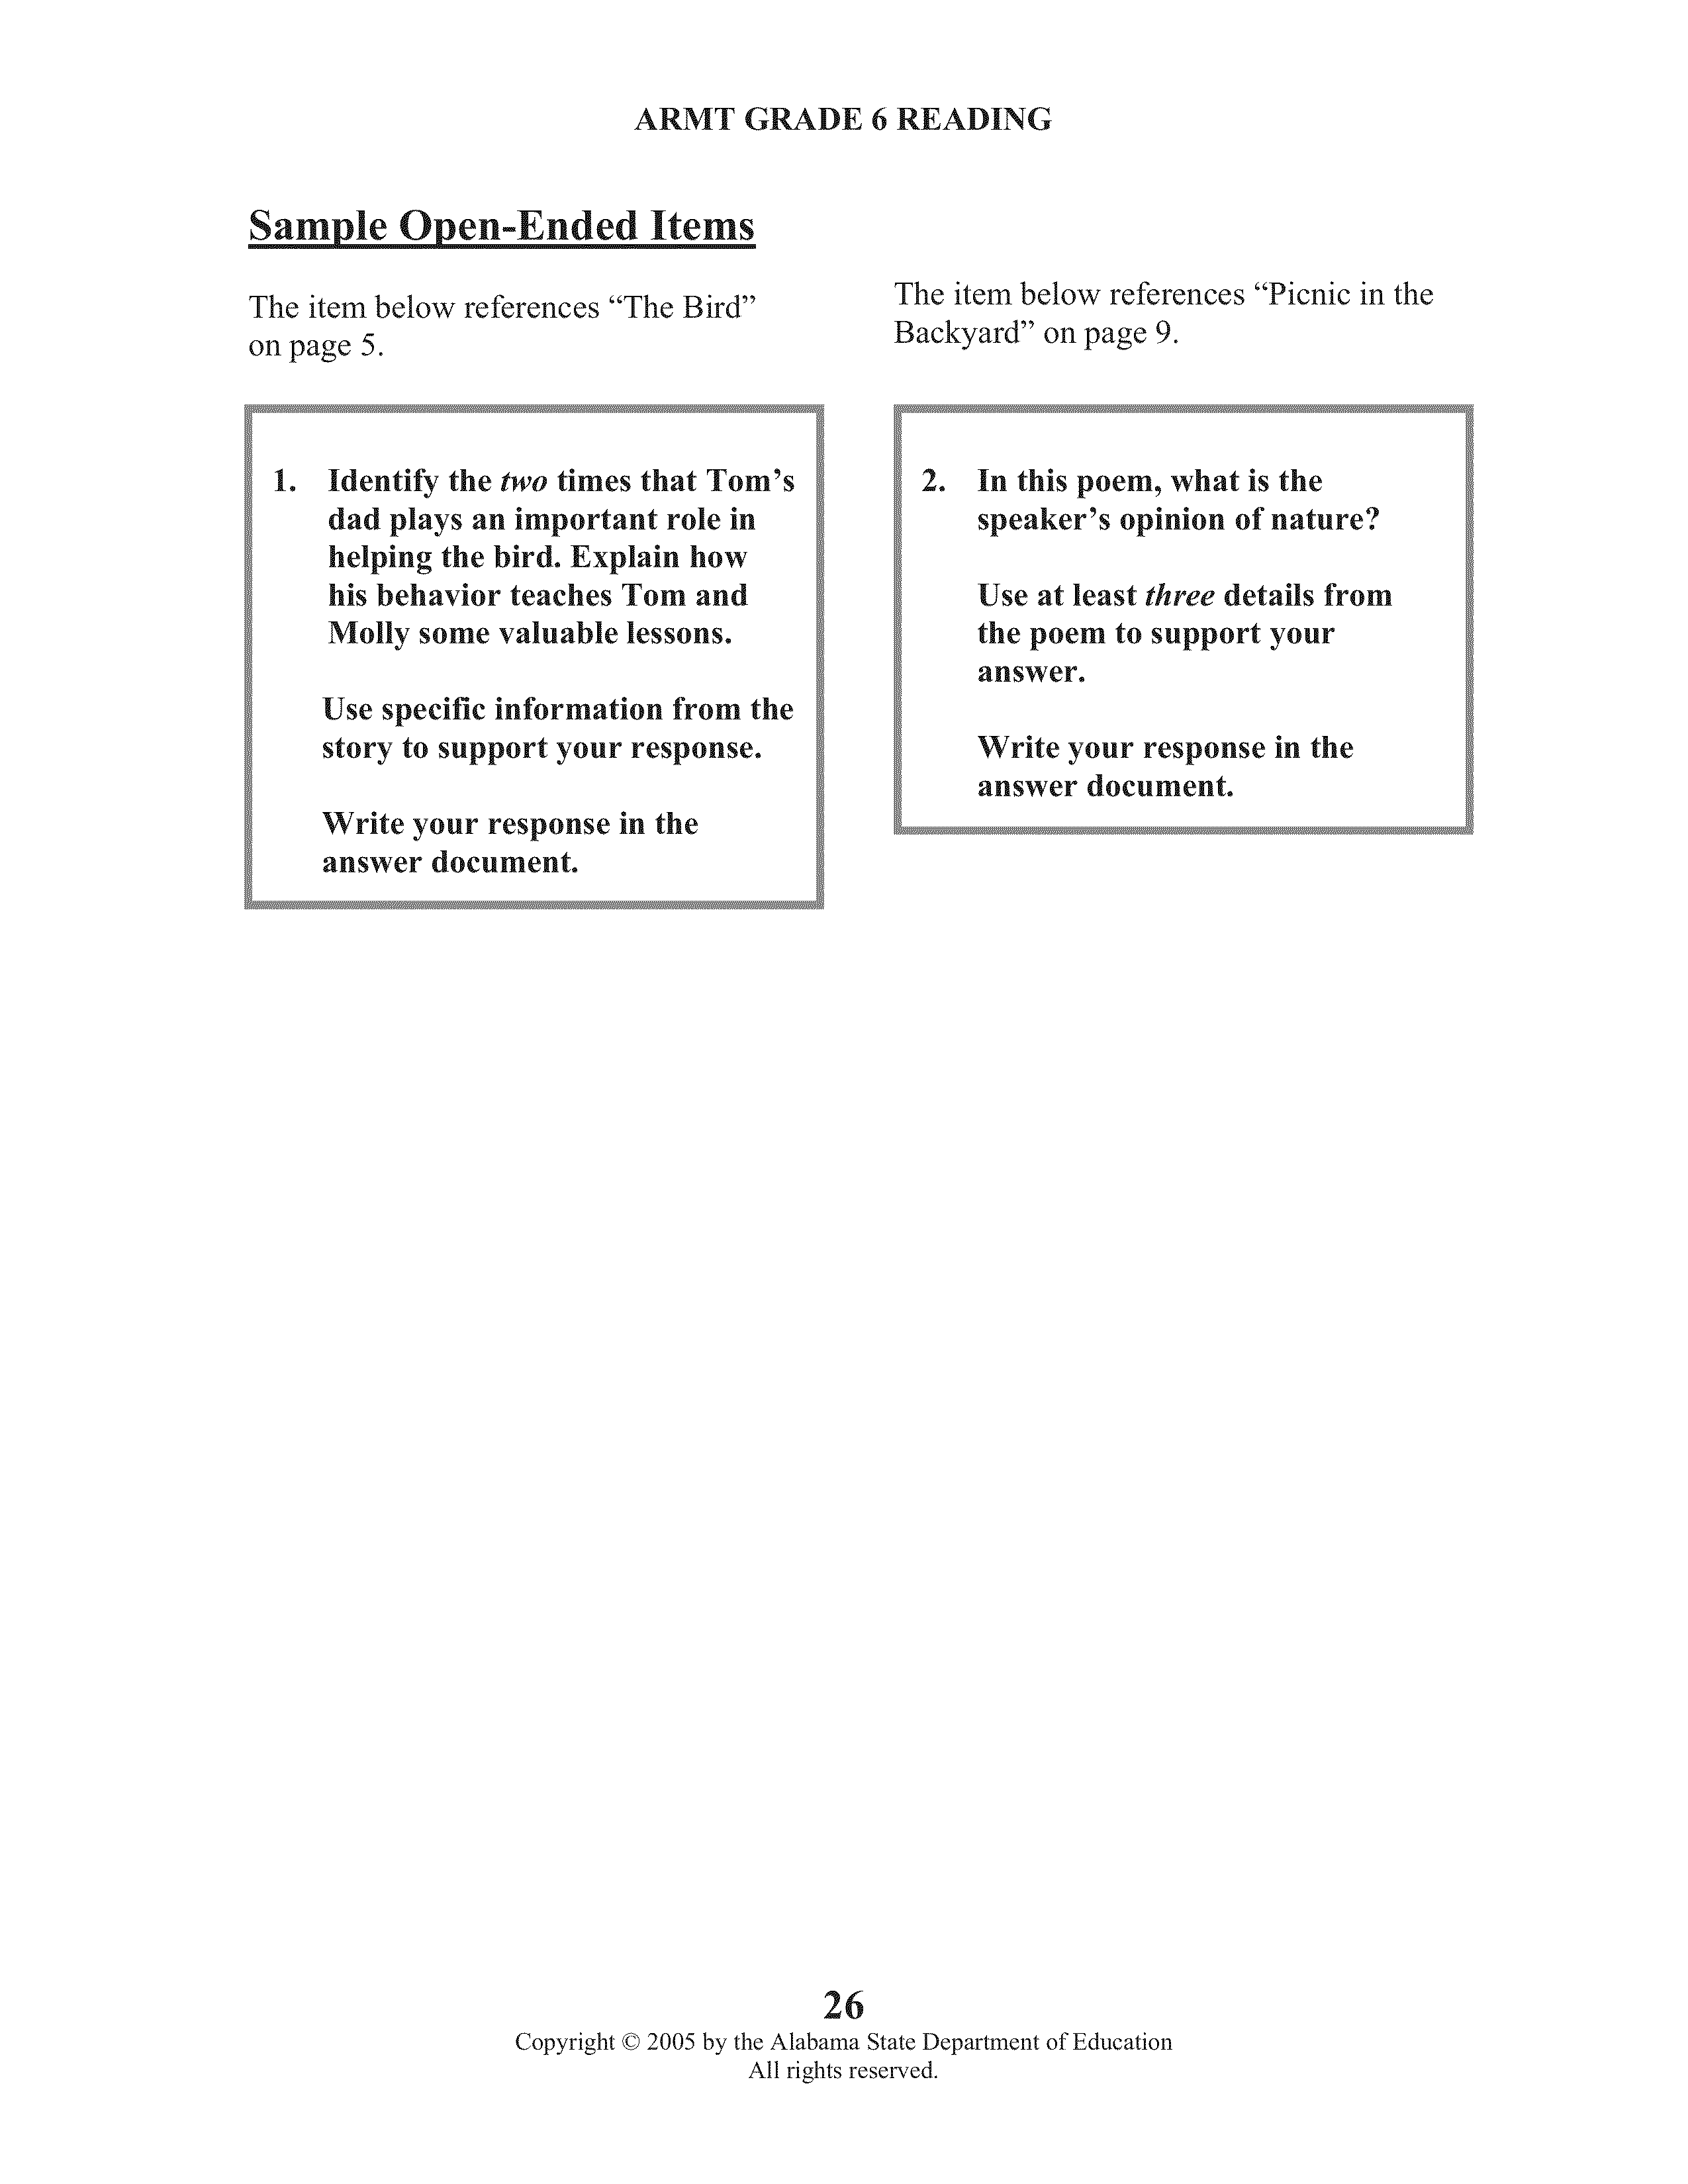 ARMT GRADE 6 READING
Sample Open-Ended Items
The item below references “The Bird”
on page 5.
1. Identify the two times that Tom’s
dad plays an important role in
helping the bird. Explain how
his behavior teaches Tom and
Molly some valuable lessons.
Use specific information from the
story to support your response.
Write your response in the
answer document.
The item below references “Picnic in the
Backyard” on page 9.
2. In this poem, what is the
speaker’s opinion of nature?
Use at least three details from
the poem to support your
answer.
Write your response in the
answer document.
26
Copyright © 2005 by the Alabama State Department of Education
All rights reserved.